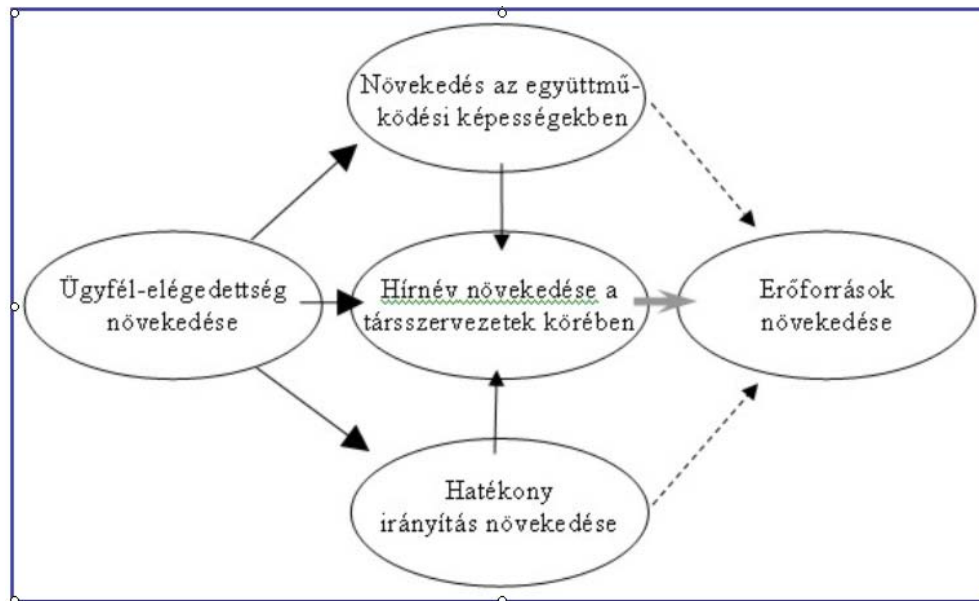 Növekedés az együttmű-
ködési képességekben
Ügyfél-elégedettség
növekedése
Hírnév növekedése a
társszervezetek körében
Erőforrások
növekedése
Hatékony
irányítás növekedése